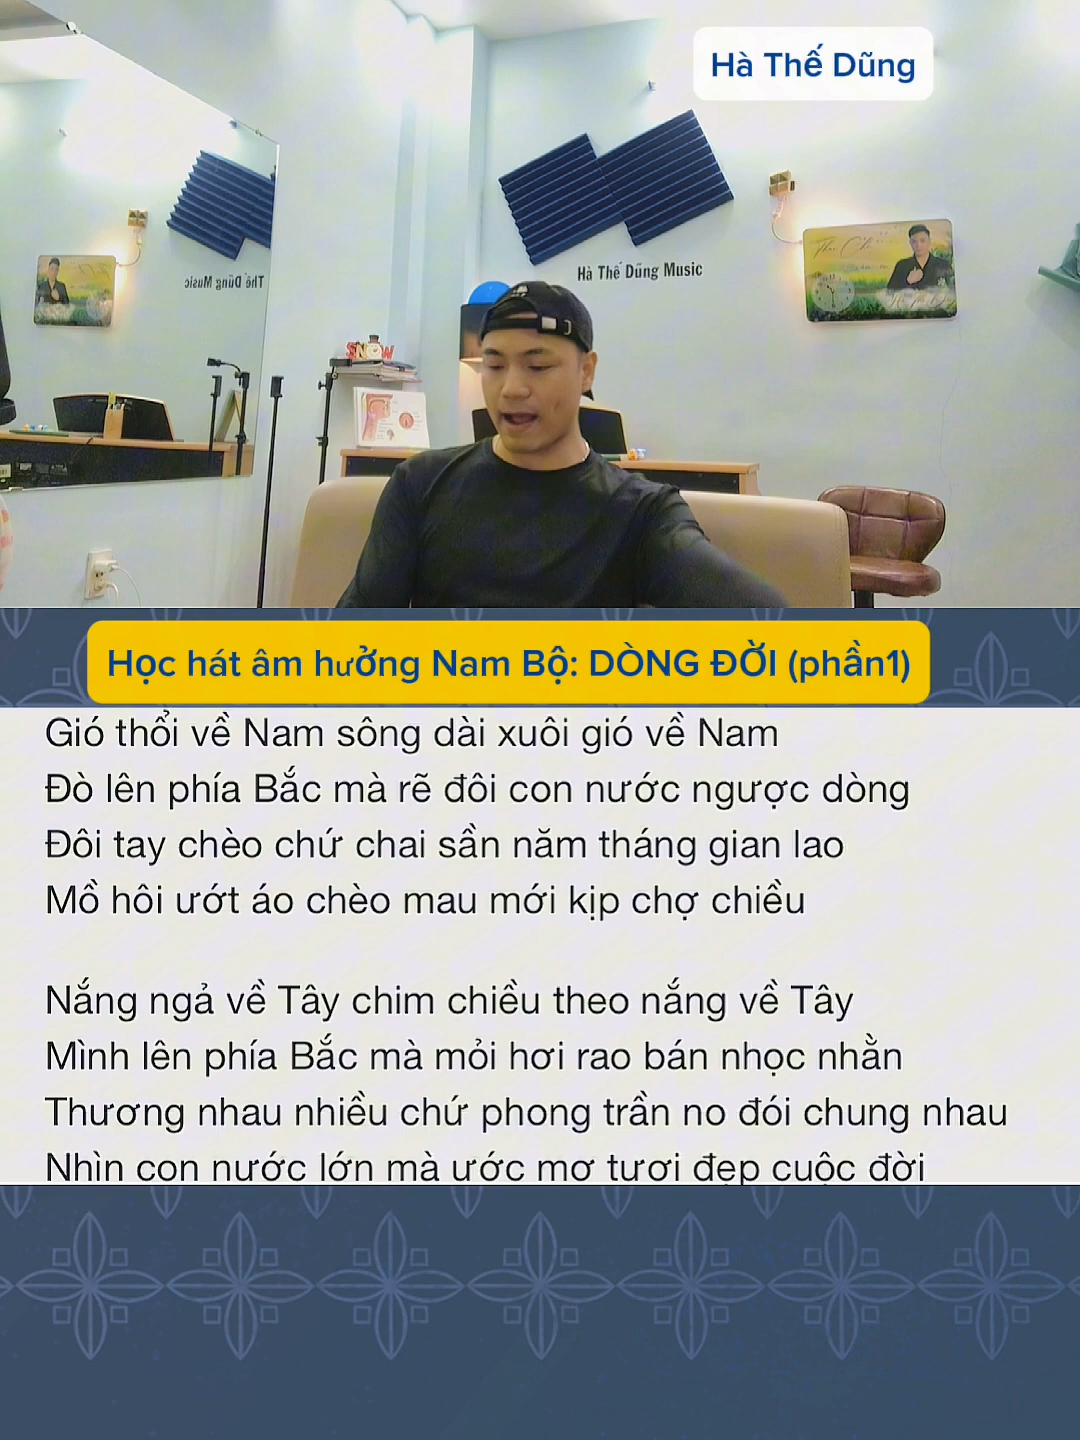 Hà Thế Dũng
Hà Thế Dũng Music
Thế Dũng Music
SNOW
Học hát âm hưởng Nam Bộ: DÒNG ĐỜI (phần1)
Gió thổi về Nam sông dài xuôi gió về Nam
Đò lên phía Bắc mà rẽ đôi con nước ngược dòng
Đôi tay chèo chứ chai sần năm tháng gian lao
Mồ hôi ướt áo chèo mau mới kịp chợ chiều
Nắng ngả về Tây chim chiều theo nắng về Tây
Mình lên phía Bắc mà mỏi hơi rao bán nhọc nhằn
Thương nhau nhiều chứ phong trần no đói chung nhau
Nhìn con nước lớn mà ước mơ tươi đẹp cuộc đời